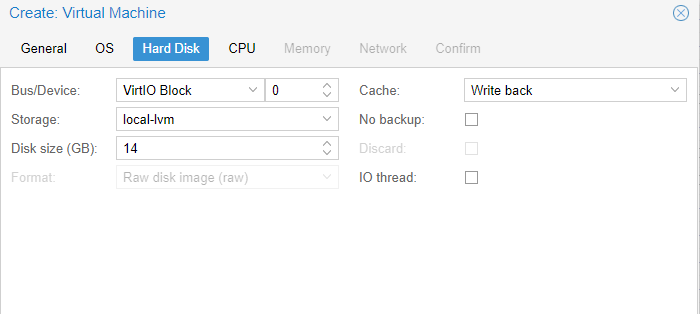 Create: Virtual Machine
General OS Hard Disk CPU Memory Network Confirm
Bus/Device: VirtIO Block 0 Cache: Write back
Storage: local-lvm No backup:
Disk size (GB): 14 Discard:
Format: Raw disk image (raw) IO thread: